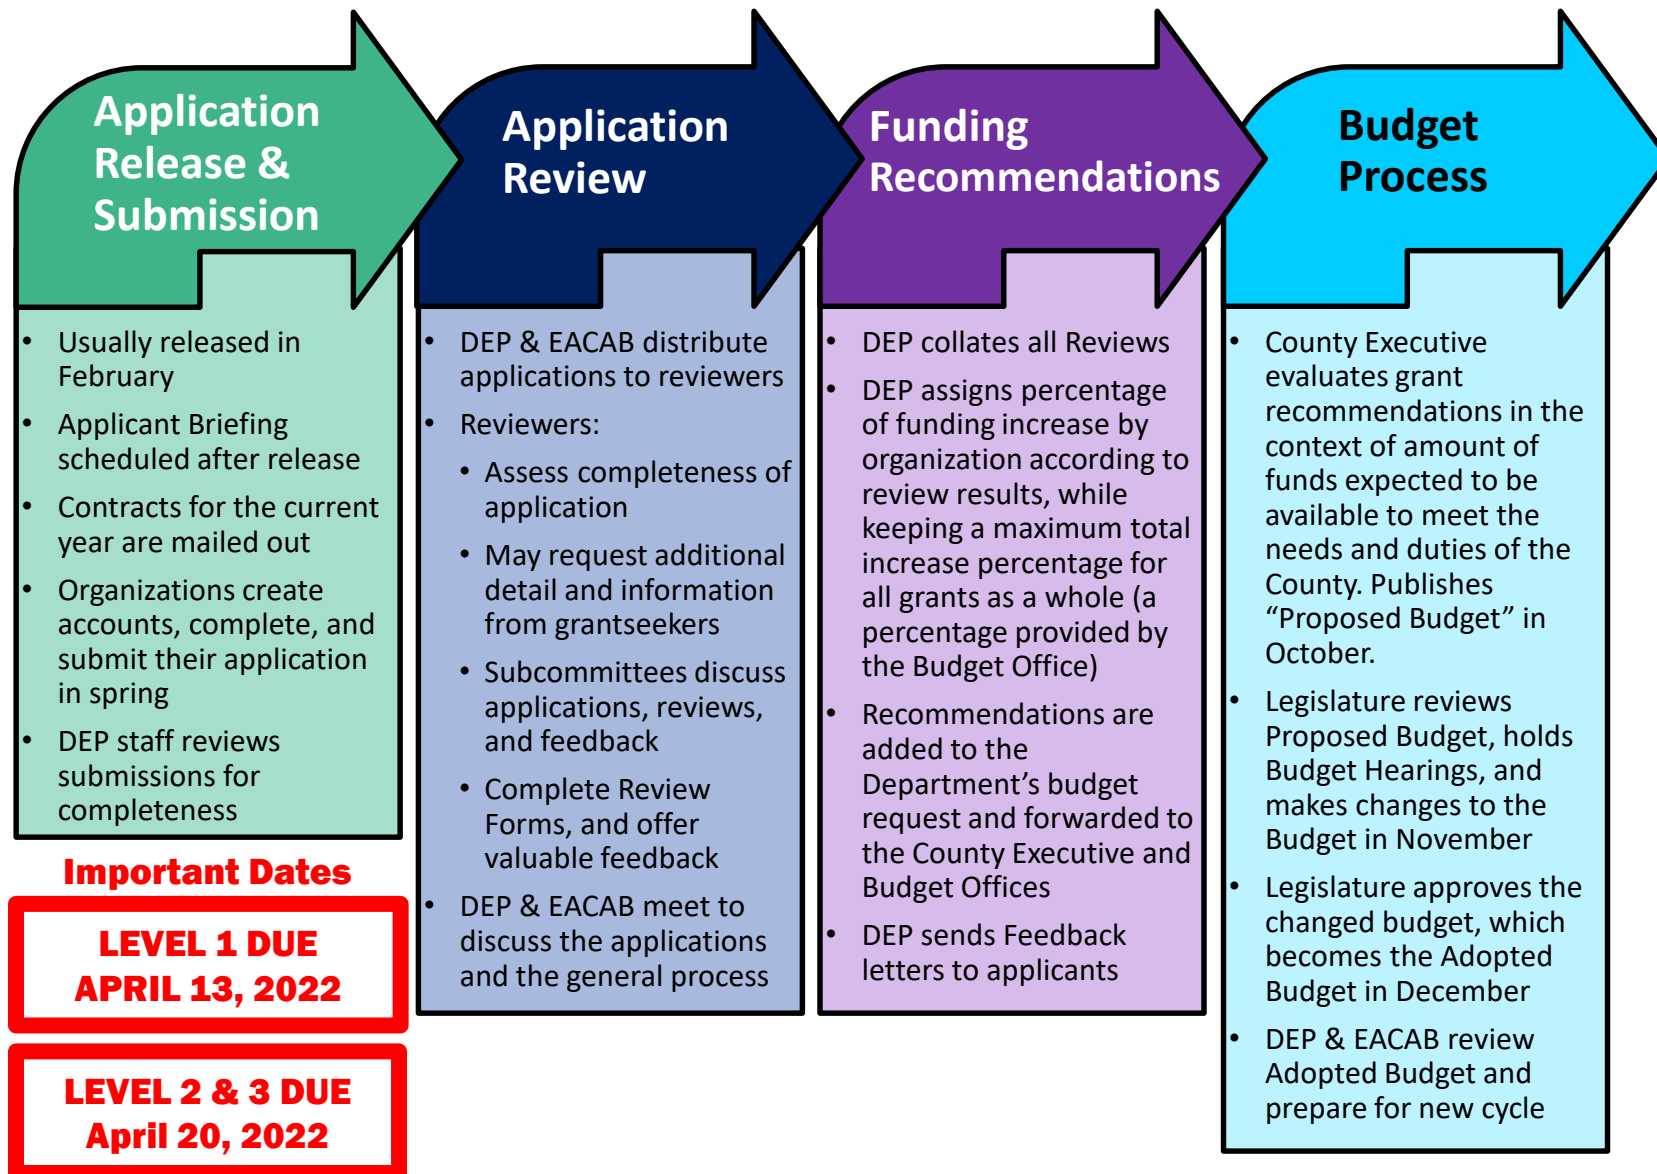 Application
Release &
Submission
• Usually released in
February
• Applicant Briefing
scheduled after release
• Contracts for the current
year are mailed out
• Organizations create
accounts, complete, and
submit their application
in spring
• DEP staff reviews
submissions for
completeness
Important Dates
LEVEL 1 DUE
APRIL 13, 2022
LEVEL 2 & 3 DUE
April 20, 2022
Application
Review
• DEP & EACAB distribute
applications to reviewers
• Reviewers:
• Assess completeness of
application
• May request additional
detail and information
from grantseekers
• Subcommittees discuss
applications, reviews,
and feedback
• Complete Review
Forms, and offer
valuable feedback
• DEP & EACAB meet to
discuss the applications
and the general process
Funding
Recommendations
• DEP collates all Reviews
• DEP assigns percentage
of funding increase by
organization according to
review results, while
keeping a maximum total
increase percentage for
all grants as a whole (a
percentage provided by
the Budget Office)
• Recommendations are
added to the
Department’s budget
request and forwarded to
the County Executive and
Budget Offices
• DEP sends Feedback
letters to applicants
Budget
Process
• County Executive
evaluates grant
recommendations in the
context of amount of
funds expected to be
available to meet the
needs and duties of the
County. Publishes
“Proposed Budget” in
October.
• Legislature reviews
Proposed Budget, holds
Budget Hearings, and
makes changes to the
Budget in November
• Legislature approves the
changed budget, which
becomes the Adopted
Budget in December
• DEP & EACAB review
Adopted Budget and
prepare for new cycle